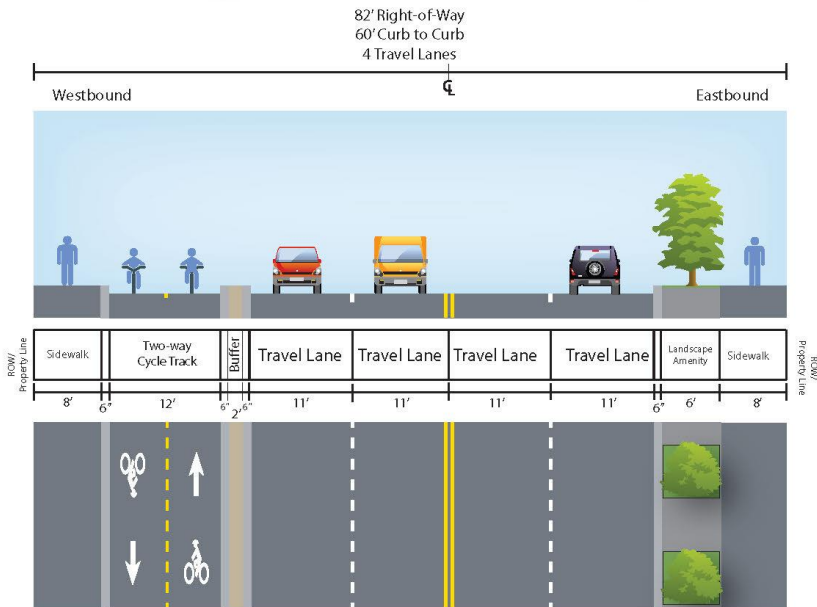 82' Right-of-Way
60' Curb to Curb
4 Travel Lanes
℄
Westbound
Eastbound
ROW/
Property Line
Sidewalk
Two-way
Cycle Track
Buffer
Travel Lane
Travel Lane
Travel Lane
Travel Lane
Landscape
Amenity
Sidewalk
ROW/
Property Line
8'
6"
12'
6"
2'
6"
11'
11'
11'
11'
6"
6'
8'